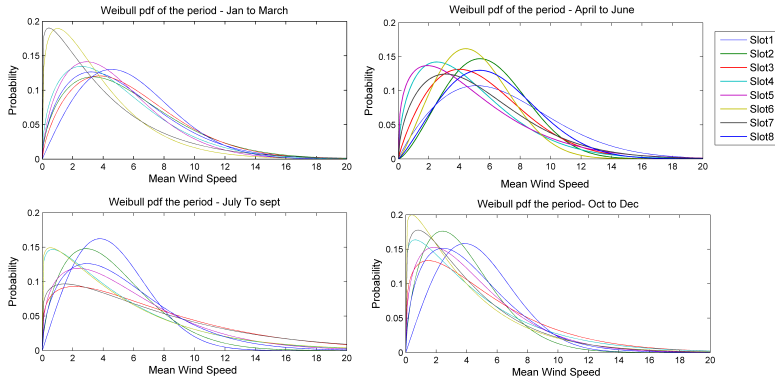 Weibull pdf of the period - Jan to March
Probability
0.2
0.15
0.1
0.05
0
0 2 4 6 8 10 12 14 16 18 20
Mean Wind Speed
Weibull pdf of the period - April to June
Probability
0.2
0.15
0.1
0.05
0
0 2 4 6 8 10 12 14 16 18 20
Mean Wind Speed
Slot1
Slot2
Slot3
Slot4
Slot5
Slot6
Slot7
Slot8
Weibull pdf the period - July To sept
Probability
0.2
0.15
0.1
0.05
0
0 2 4 6 8 10 12 14 16 18 20
Mean Wind Speed
Weibull pdf the period- Oct to Dec
Probability
0.2
0.15
0.1
0.05
0
0 2 4 6 8 10 12 14 16 18 20
Mean Wind Speed